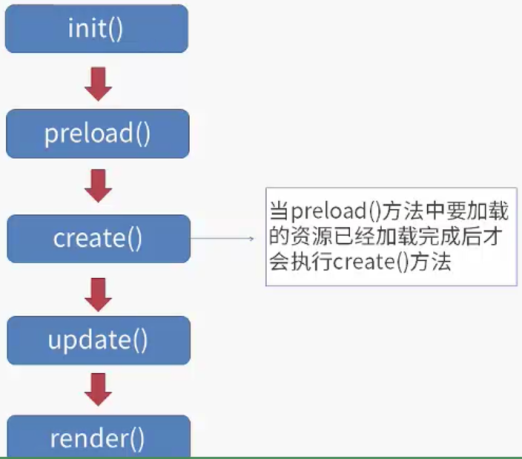 init()
preload()
create()
当preload()方法中要加载
的资源已经加载完成后才
会执行create()方法
update()
render()